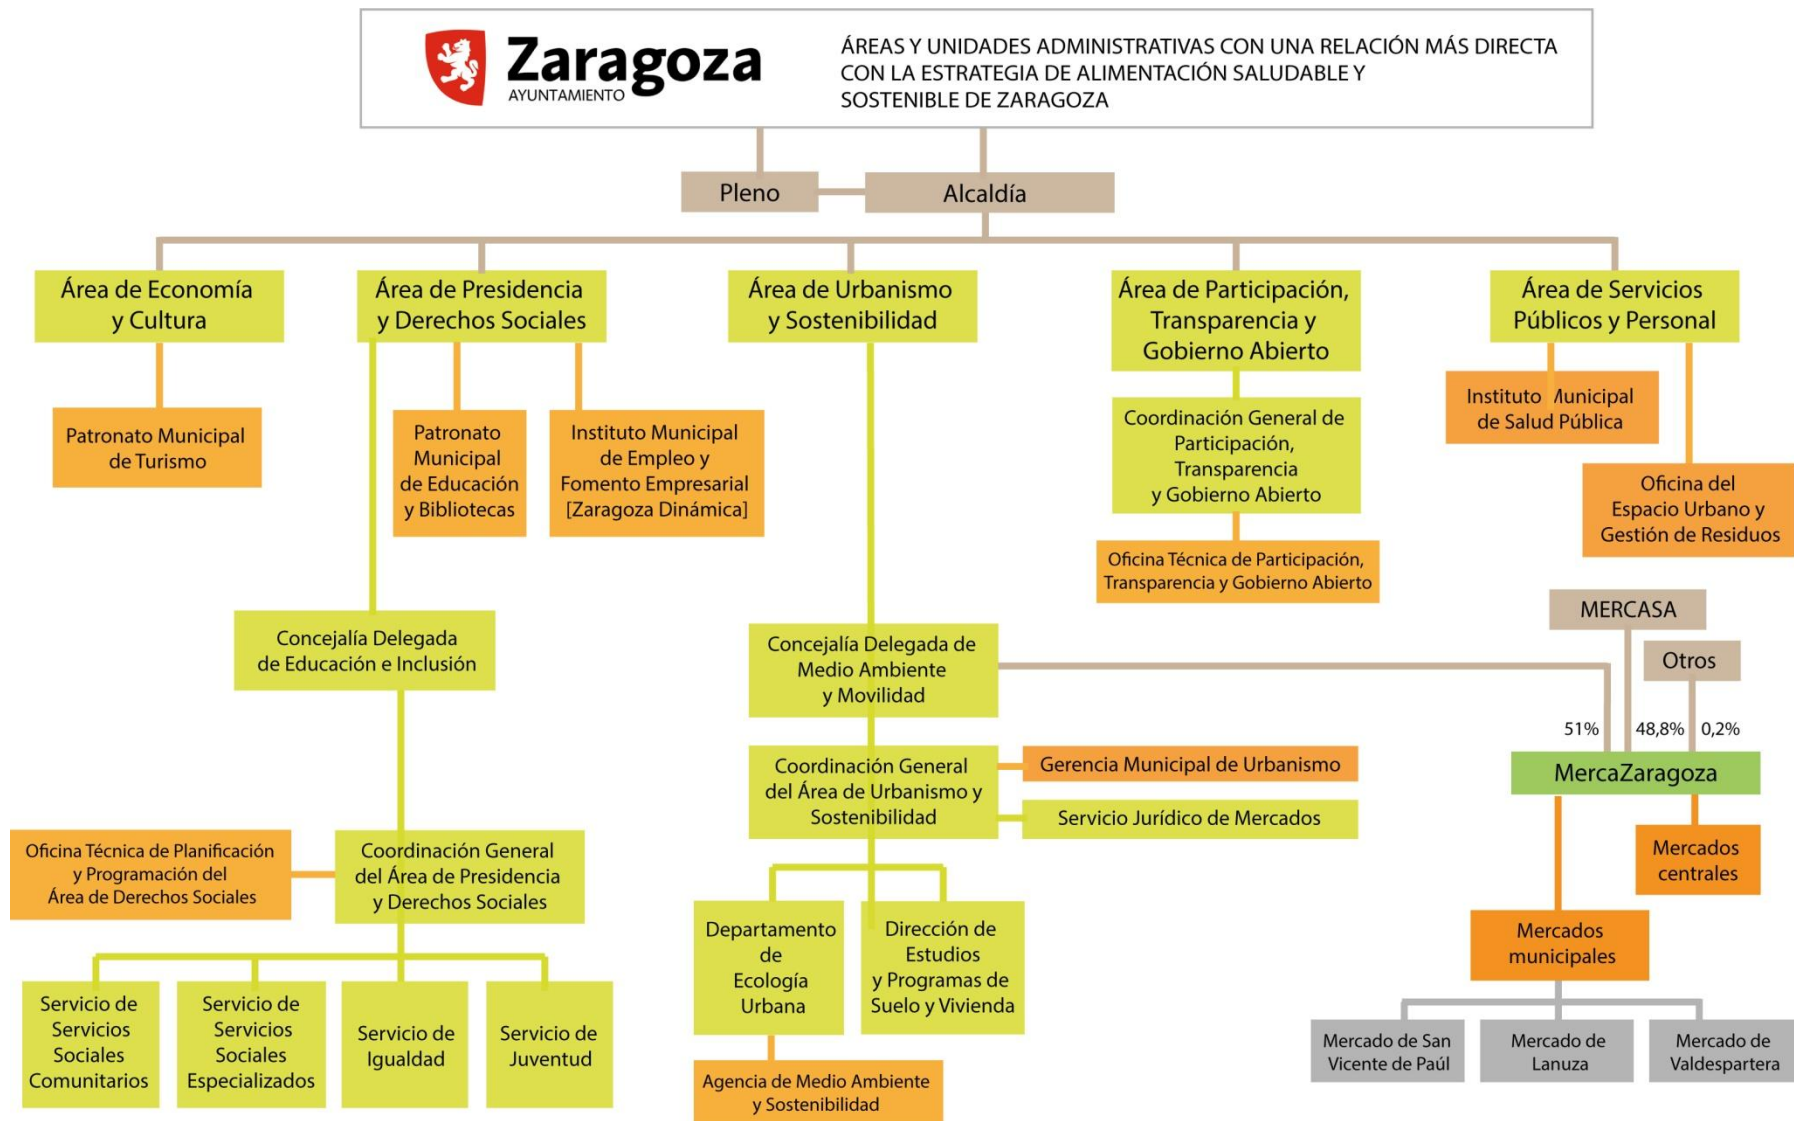 Zaragoza
AYUNTAMIENTO
ÁREAS Y UNIDADES ADMINISTRATIVAS CON UNA RELACIÓN MÁS DIRECTA
CON LA ESTRATEGIA DE ALIMENTACIÓN SALUDABLE Y
SOSTENIBLE DE ZARAGOZA
Pleno
Alcaldía
Área de Economía
y Cultura
Área de Presidencia
y Derechos Sociales
Área de Urbanismo
y Sostenibilidad
Área de Participación,
Transparencia y
Gobierno Abierto
Área de Servicios
Públicos y Personal
Patronato Municipal
de Turismo
Patronato
Municipal
de Educación
y Bibliotecas
Instituto Municipal
de Empleo y
Fomento Empresarial
[Zaragoza Dinámica]
Coordinación General de
Participación,
Transparencia
y Gobierno Abierto
Oficina Técnica de Participación,
Transparencia y Gobierno Abierto
Instituto Municipal
de Salud Pública
Oficina del
Espacio Urbano y
Gestión de Residuos
Concejalía Delegada
de Educación e Inclusión
Concejalía Delegada de
Medio Ambiente
y Movilidad
MERCASA
Otros
51%
48,8%
0,2%
MercaZaragoza
Coordinación General
del Área de Urbanismo y
Sostenibilidad
Gerencia Municipal de Urbanismo
Servicio Jurídico de Mercados
Mercados
centrales
Mercados
municipales
Oficina Técnica de Planificación
y Programación del
Área de Derechos Sociales
Coordinación General
del Área de Presidencia
y Derechos Sociales
Departamento
de
Ecología
Urbana
Dirección de
Estudios
y Programas de
Suelo y Vivienda
Servicio de
Servicios
Sociales
Comunitarios
Servicio de
Servicios
Sociales
Especializados
Servicio de
Igualdad
Servicio de
Juventud
Agencia de Medio Ambiente
y Sostenibilidad
Mercado de San
Vicente de Paúl
Mercado de
Lanuza
Mercado de
Valdespartera